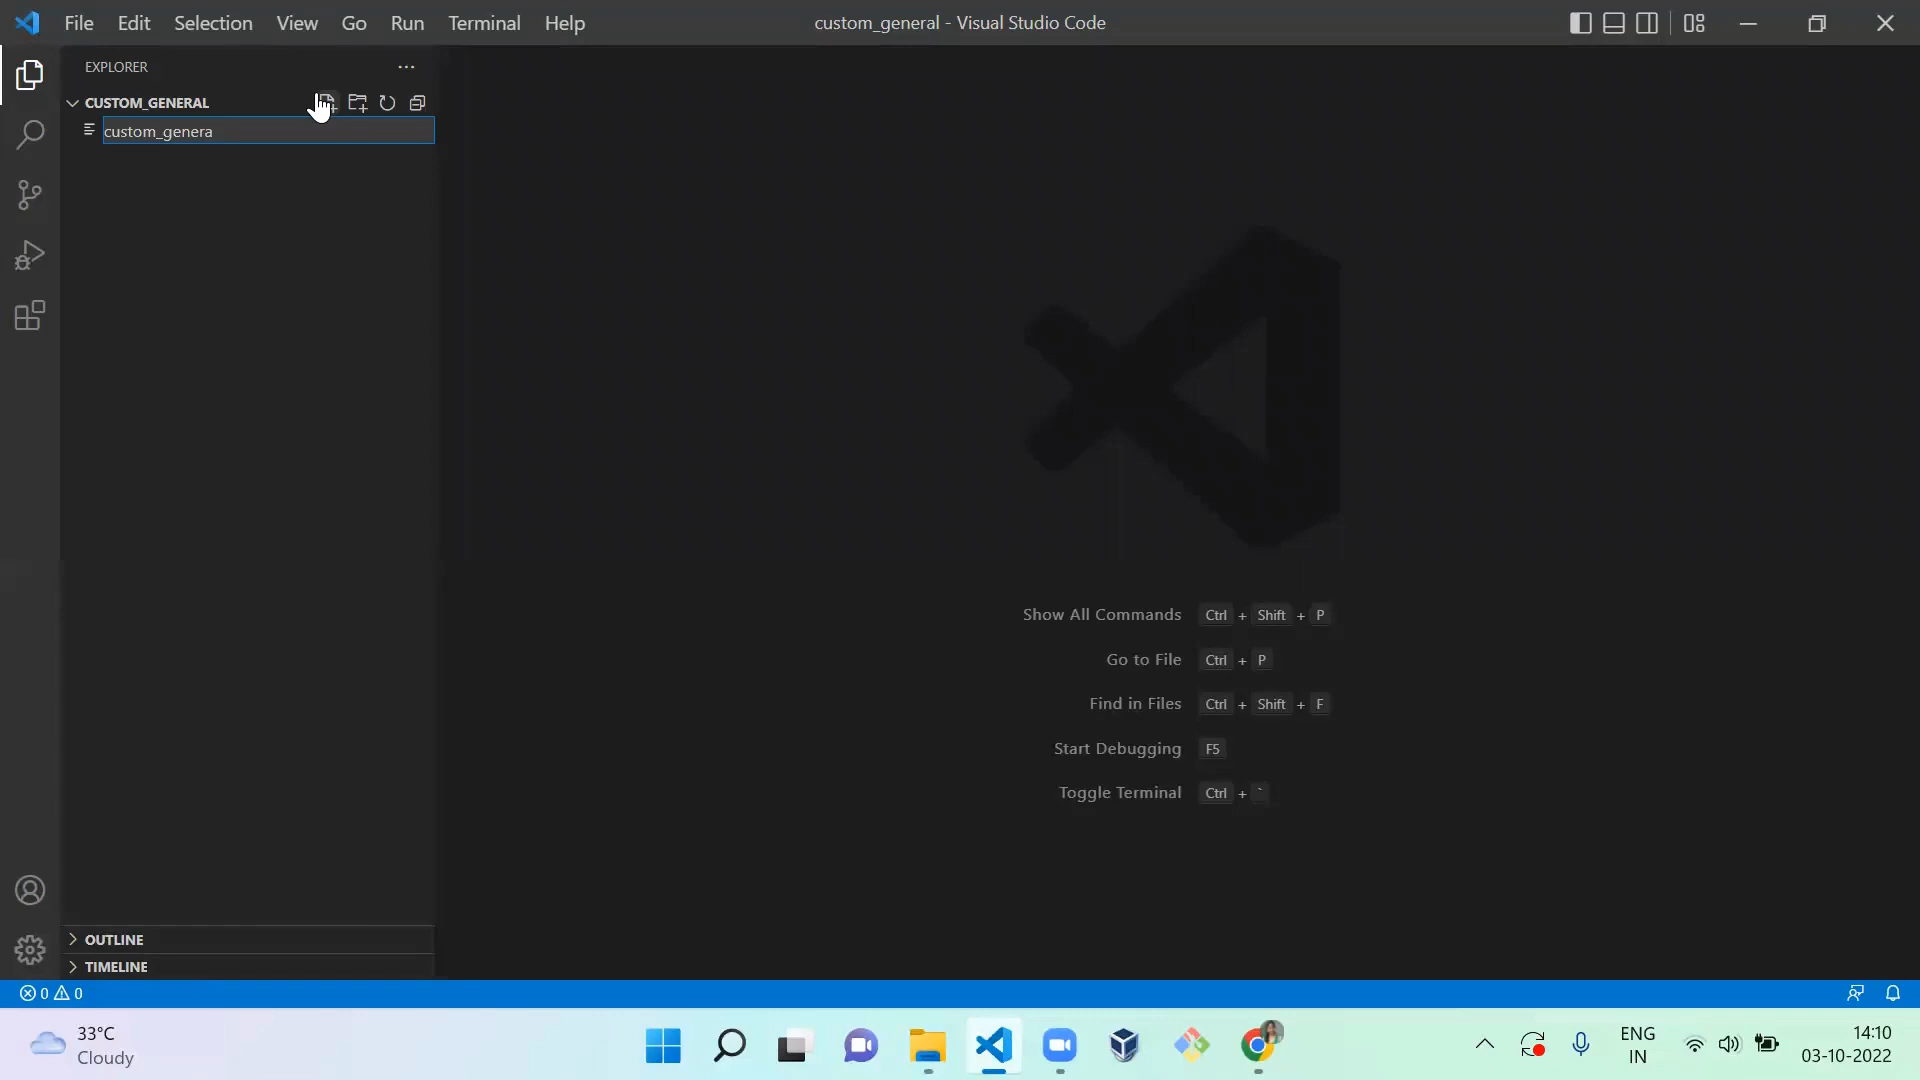 File Edit Selection View Go Run Terminal Help custom_general - Visual Studio Code
EXPLORER
CUSTOM_GENERAL
custom_genera
Show All Commands Ctrl + Shift + P
Go to File Ctrl + P
Find in Files Ctrl + Shift + F
Start Debugging F5
Toggle Terminal Ctrl + `
OUTLINE
TIMELINE
0 0
33°C
Cloudy
ENG
IN
14:10
03-10-2022